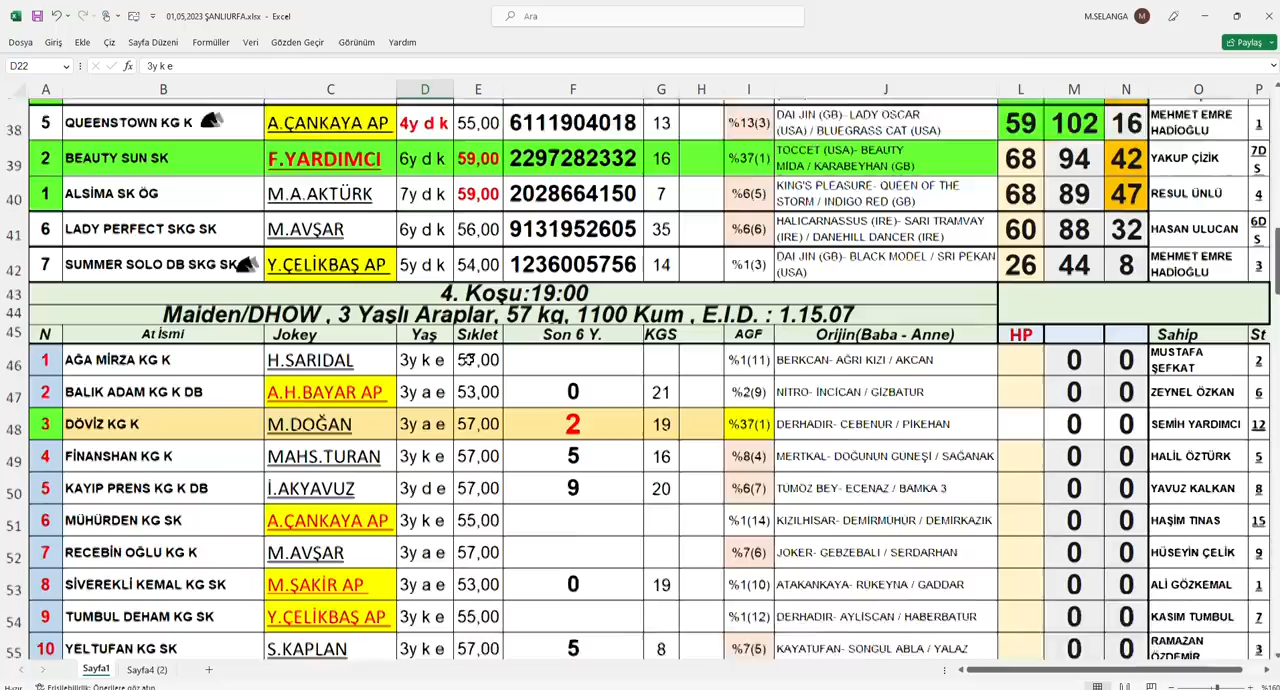 01,05,2023 ŞANLIURFA.xlsx - Excel
Ara
M.SELANGA M
Dosya Giriş Ekle Çiz Sayfa Düzeni Formüller Veri Gözden Geçir Görünüm Yardım
Paylaş
D22 fx 3y k e
A B C D E F G H I J L M N O P
38 5 QUEENSTOWN KG K A.ÇANKAYA AP 4y d k 55,00 6111904018 13 %13(3) DAI JIN (GB)- LADY OSCAR (USA) / BLUEGRASS CAT (USA) 59 102 16 MEHMET EMRE HADİOĞLU 1
39 2 BEAUTY SUN SK F.YARDIMCI 6y d k 59,00 2297282332 16 %37(1) TOCCET (USA)- BEAUTY MİDA / KARABEYHAN (GB) 68 94 42 YAKUP ÇİZİK 7D S
40 1 ALSİMA SK ÖG M.A.AKTÜRK 7y d k 59,00 2028664150 7 %6(5) KING'S PLEASURE- QUEEN OF THE STORM / INDIGO RED (GB) 68 89 47 RESUL ÜNLÜ 4
41 6 LADY PERFECT SKG SK M.AVŞAR 6y d k 56,00 9131952605 35 %6(6) HALICARNASSUS (IRE)- SARI TRAMVAY (IRE) / DANEHILL DANCER (IRE) 60 88 32 HASAN ULUCAN 6D S
42 7 SUMMER SOLO DB SKG SK Y.ÇELİKBAŞ AP 5y d k 54,00 1236005756 14 %1(3) DAI JIN (GB)- BLACK MODEL / SRI PEKAN (USA) 26 44 8 MEHMET EMRE HADİOĞLU 3
43 4. Koşu:19:00
44 Maiden/DHOW , 3 Yaşlı Araplar, 57 kg, 1100 Kum , E.I.D. : 1.15.07
45 N At İsmi Jokey Yaş Sıklet Son 6 Y. KGS AGF Orijin(Baba - Anne) HP Sahip St
46 1 AĞA MİRZA KG K H.SARIDAL 3y k e 57,00 %1(11) BERKCAN- AĞRI KIZI / AKCAN 0 0 MUSTAFA ŞEFKAT 2
47 2 BALIK ADAM KG K DB A.H.BAYAR AP 3y a e 53,00 0 21 %2(9) NITRO- İNCİCAN / GİZBATUR 0 0 ZEYNEL ÖZKAN 6
48 3 DÖVİZ KG K M.DOĞAN 3y a e 57,00 2 19 %37(1) DERHADIR- CEBENUR / PİKEHAN 0 0 SEMİH YARDIMCI 12
49 4 FİNANSHAN KG K MAHS.TURAN 3y k e 57,00 5 16 %8(4) MERTKAL- DOĞUNUN GÜNEŞİ / SAĞANAK 0 0 HALİL ÖZTÜRK 5
50 5 KAYIP PRENS KG K DB İ.AKYAVUZ 3y d e 57,00 9 20 %6(7) TÜMÖZ BEY- ECENAZ / BAMKA 3 0 0 YAVUZ KALKAN 8
51 6 MÜHÜRDEN KG SK A.ÇANKAYA AP 3y k e 55,00 %1(14) KIZILHİSAR- DEMİRMÜHÜR / DEMİRKAZIK 0 0 HAŞİM TINAS 15
52 7 RECEBİN OĞLU KG K M.AVŞAR 3y a e 57,00 %7(6) JOKER- GEBZEBALI / SERDARHAN 0 0 HÜSEYİN ÇELİK 9
53 8 SİVEREKLİ KEMAL KG SK M.ŞAKİR AP 3y a e 53,00 0 19 %1(10) ATAKANKAYA- RUKEYNA / GADDAR 0 0 ALİ GÖZKEMAL 1
54 9 TUMBUL DEHAM KG SK Y.ÇELİKBAŞ AP 3y a e 55,00 %1(12) DERHADIR- AYLİSCAN / HABERBATUR 0 0 KASIM TUMBUL 7
55 10 YELTUFAN KG SK S.KAPLAN 3y a e 57,00 5 8 %7(5) KAYATUFAN- SONGÜL ABLA / YALAZ 0 0 RAMAZAN ÖZDEMİR 3
Sayfa1 Sayfa4 (2)
Hazır Erişilebilirlik: Önerilere göz atın %160